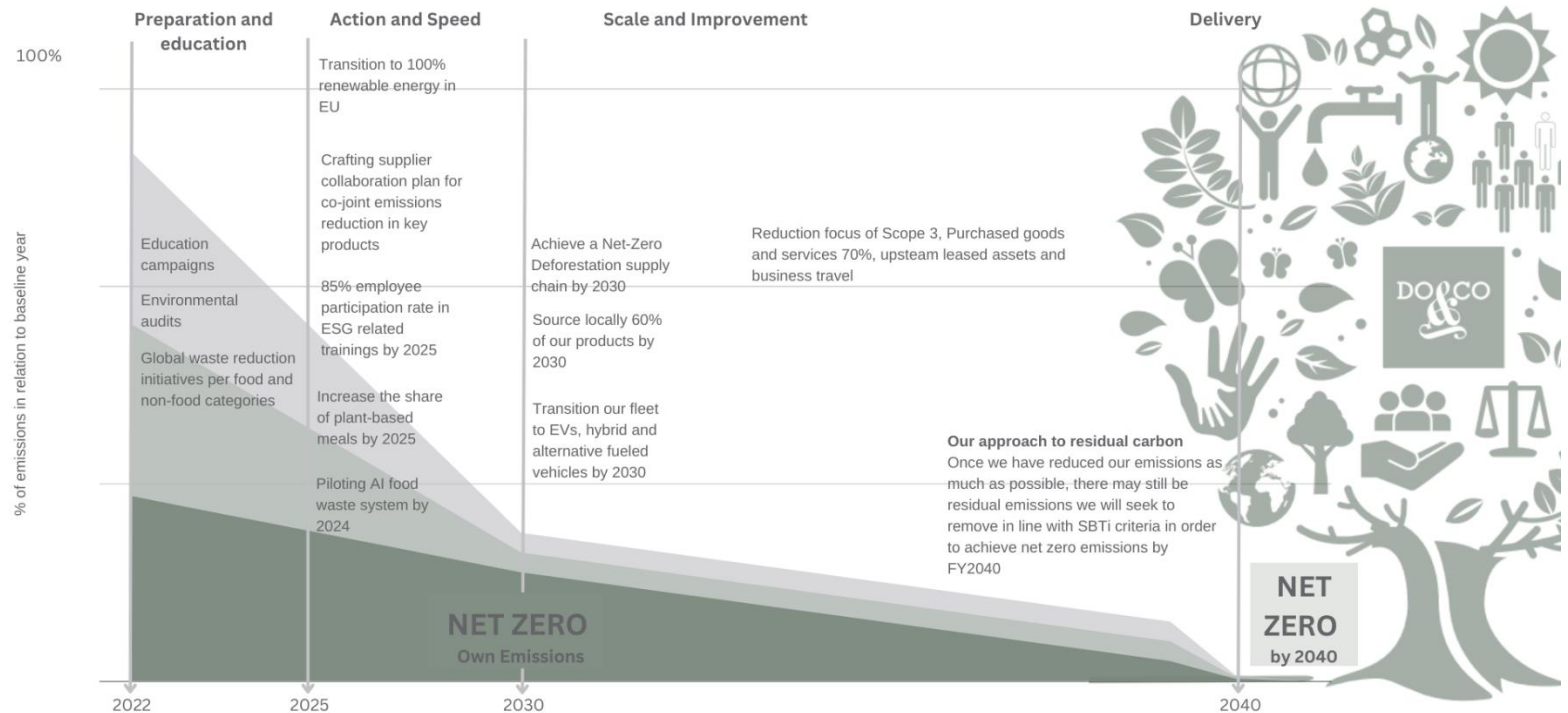 Preparation and
education
Action and Speed
Scale and Improvement
Delivery
100%
% of emissions in relation to baseline year
Education
campaigns
Environmental
audits
Global waste reduction
initiatives per food and
non-food categories
Transition to 100%
renewable energy in
EU
Crafting supplier
collaboration plan for
co-joint emissions
reduction in key
products
85% employee
participation rate in
ESG related
trainings by 2025
Increase the share
of plant-based
meals by 2025
Piloting AI food
waste system by
2024
Achieve a Net-Zero
Deforestation supply
chain by 2030
Source locally 60%
of our products by
2030
Transition our fleet
to EVs, hybrid and
alternative fueled
vehicles by 2030
Reduction focus of Scope 3, Purchased goods
and services 70%, upsteam leased assets and
business travel
Our approach to residual carbon
Once we have reduced our emissions as
much as possible, there may still be
residual emissions we will seek to
remove in line with SBTi criteria in order
to achieve net zero emissions by
FY2040
DO&CO
NET ZERO
Own Emissions
NET
ZERO
by 2040
2022
2025
2030
2040